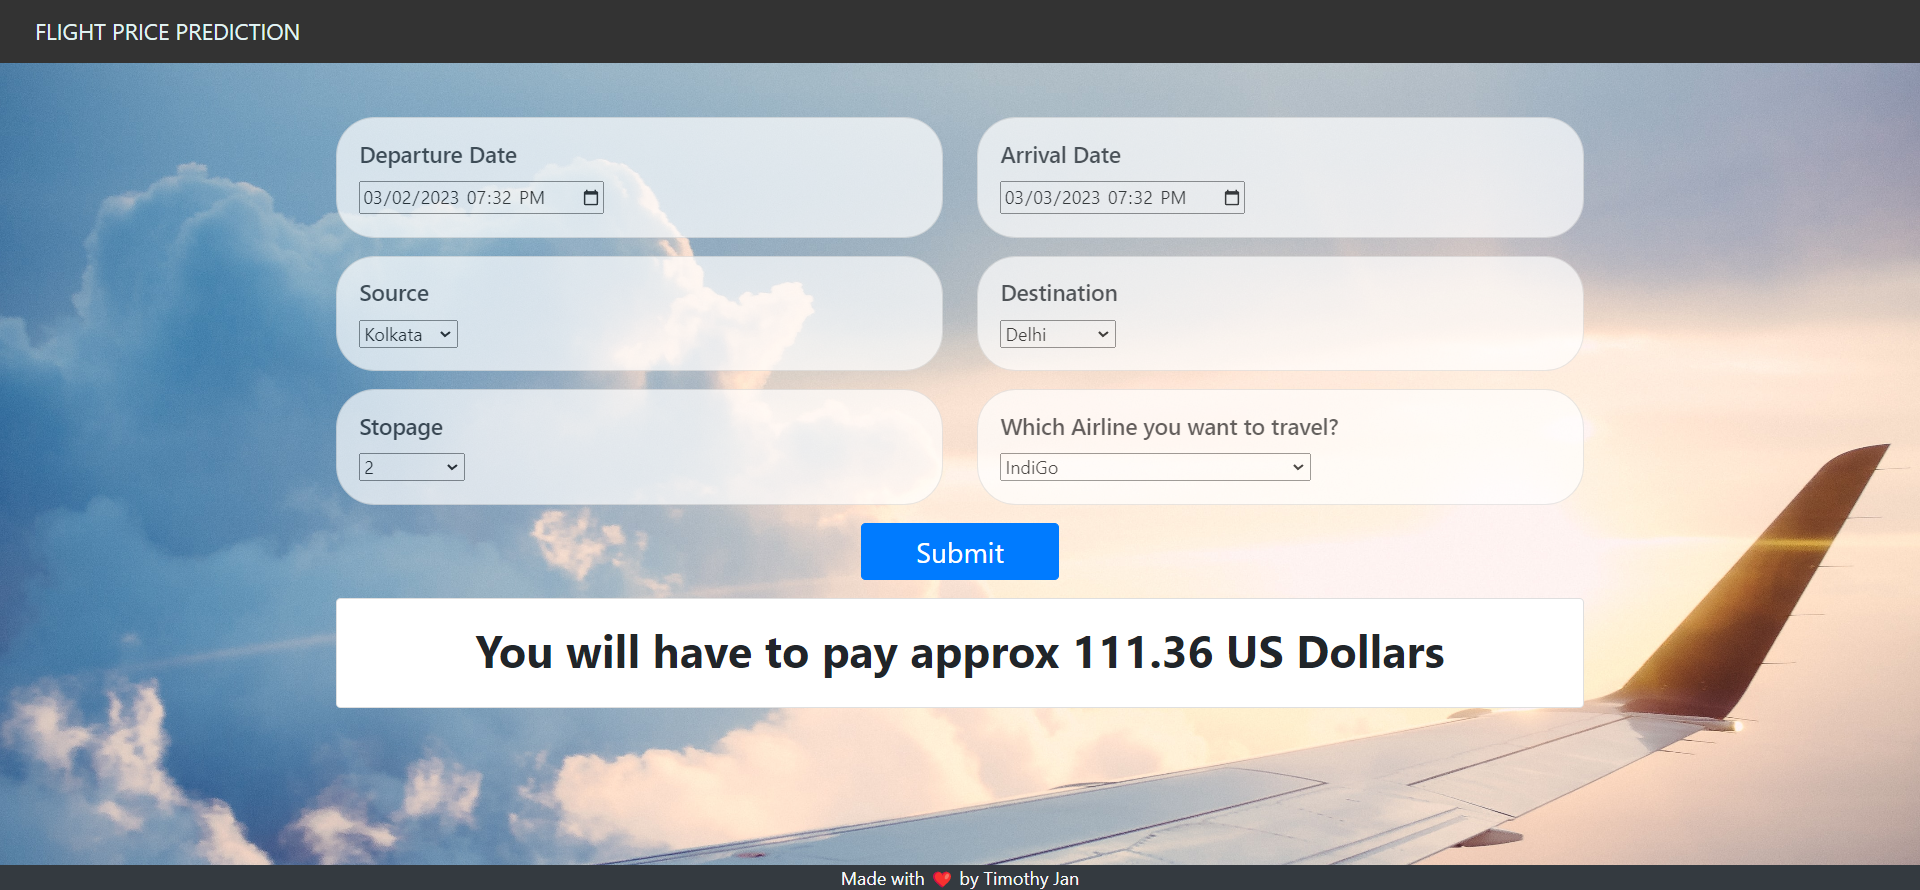 FLIGHT PRICE PREDICTION
Departure Date
03/02/2023 07:32 PM
Arrival Date
03/03/2023 07:32 PM
Source
Kolkata
Destination
Delhi
Stopage
2
Which Airline you want to travel?
IndiGo
Submit
You will have to pay approx 111.36 US Dollars
Made with ❤️ by Timothy Jan